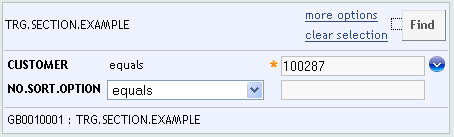 TRG.SECTION.EXAMPLE
more options
clear selection
Find
CUSTOMER equals * 100287
NO.SORT.OPTION equals
GB0010001 : TRG.SECTION.EXAMPLE